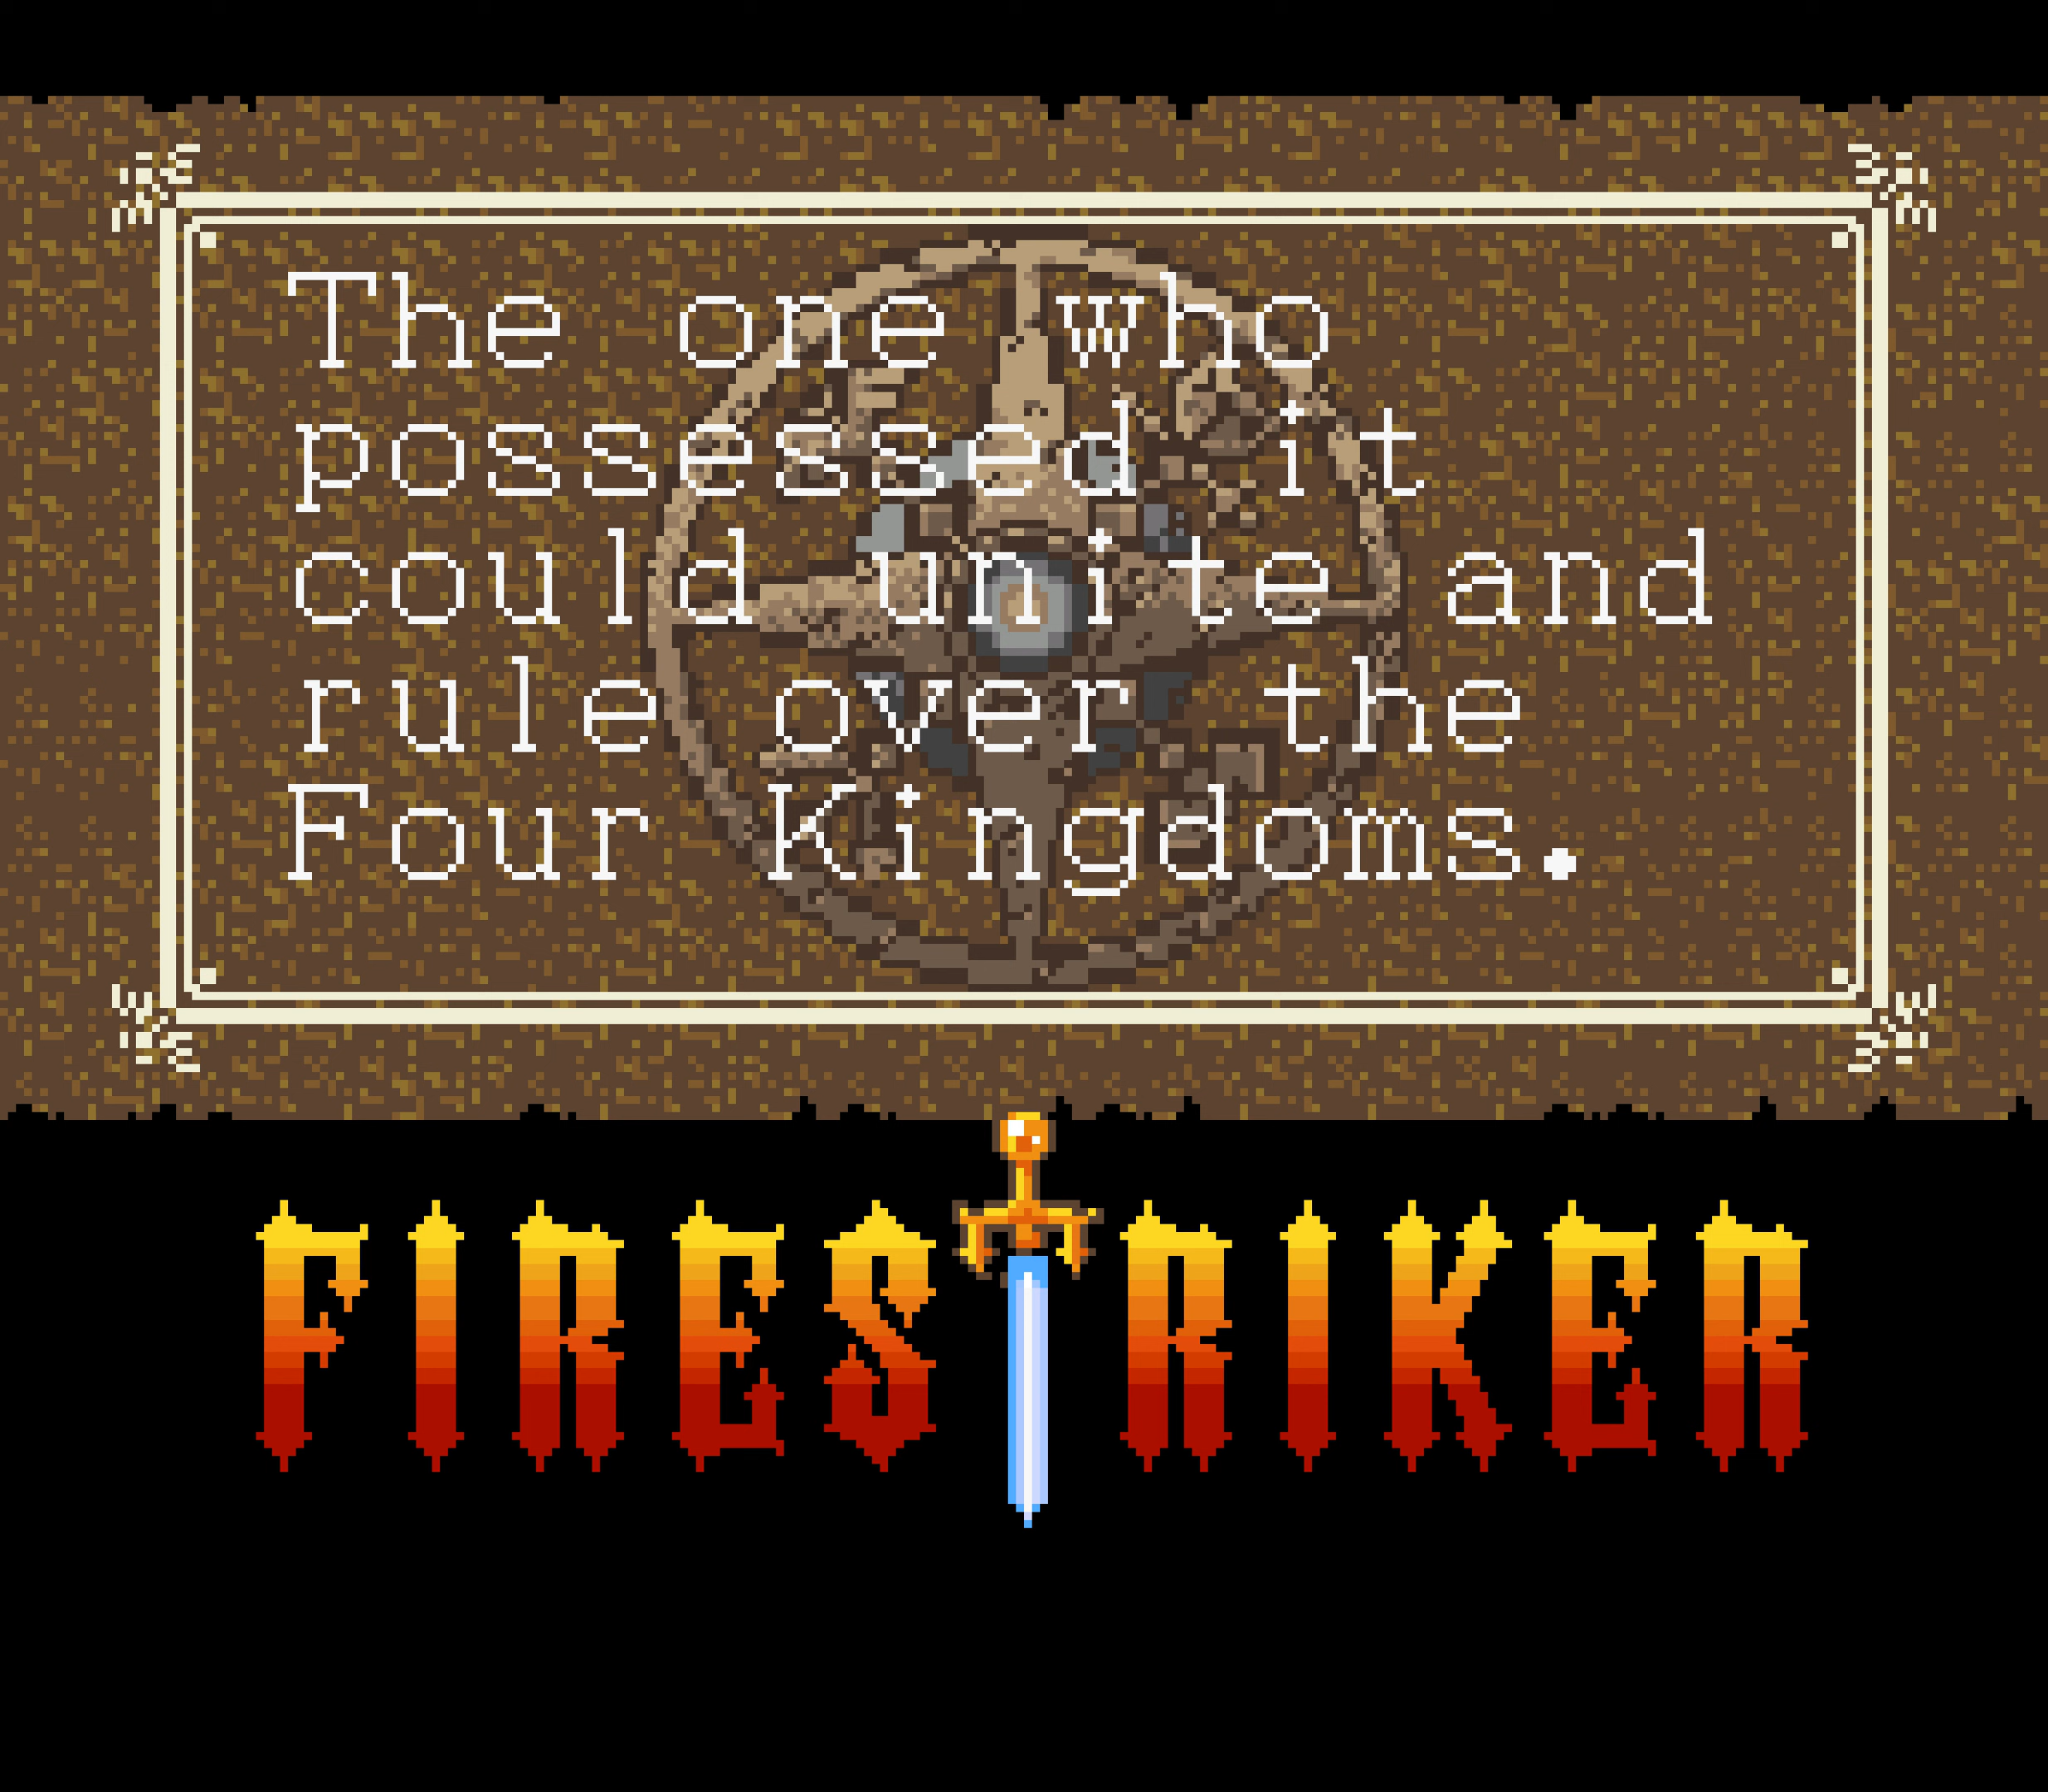 The one who
possessed it
could unite and
rule over the
Four Kingdoms.
FIRESTRIKER